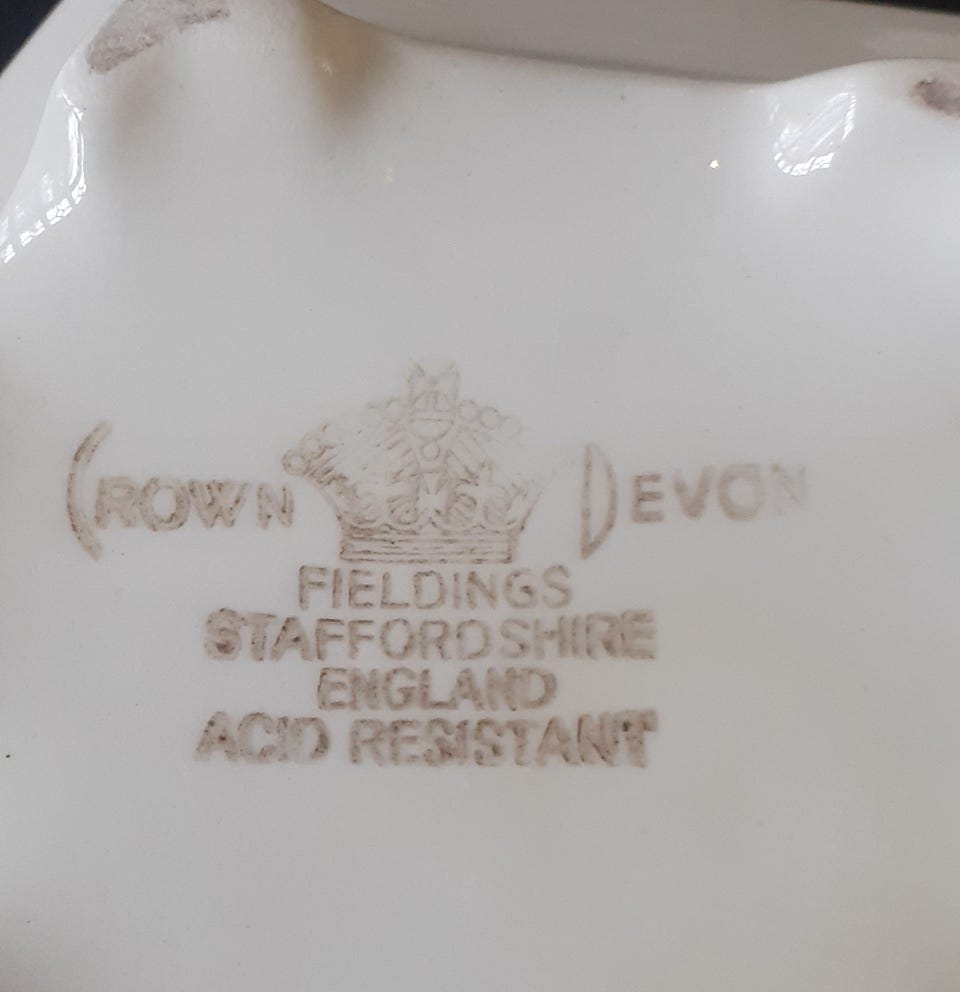 CROWN DEVON
FIELDINGS
STAFFORDSHIRE
ENGLAND
ACID RESISTANT